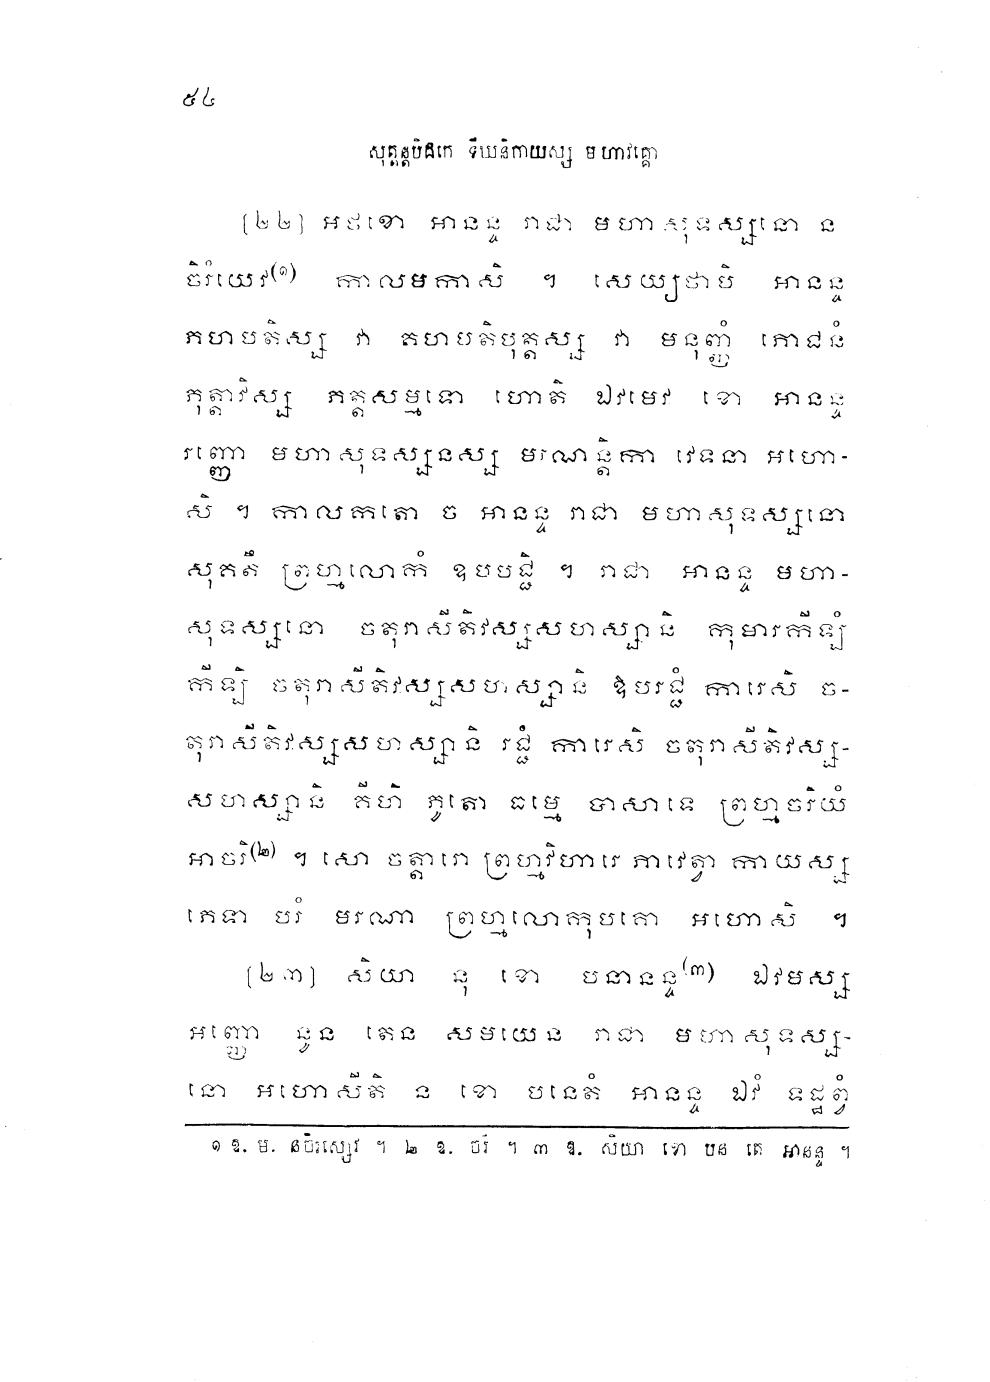 ៥៤
សុត្តន្តបិដកេ ទីឃនិកាយស្ស មហាវគ្គោ
[២២] អថខោ អានន្ទ រាជា មហាសុទស្សនោ ន
ចិរំយេវ(១) កាលមកាសិ ។ សេយ្យថាបិ អានន្ទ
គហបតិស្ស វា គហបតិបុត្តស្ស វា មនុញ្ញំ ភោជនំ
ភុត្តាវិស្ស ភត្តសម្មទោ ហោតិ ឯវមេវ ខោ អានន្ទ
រញ្ញោ មហាសុទស្សនស្ស មរណន្តិកា វេទនា អហោ-
សិ ។ កាលកតោ ច អានន្ទ រាជា មហាសុទស្សនោ
សុគតឹ ព្រហ្មលោកំ ឧបបជ្ជិ ។ រាជា អានន្ទ មហា-
សុទស្សនោ ចតុរាសីតិវស្សសហស្សានិ កុមារកីឡំ
កីឡិ ចតុរាសីតិវស្សសហស្សានិ ឱបរជ្ជំ ការេសិ ច-
តុរាសីតិវស្សសហស្សានិ រជ្ជំ ការេសិ ចតុរាសីតិវស្ស-
សហស្សានិ គីហិ ភូតោ ធម្មេ បាសាទេ ព្រហ្មចរិយំ
អាចរិ(២) ។ សោ ចត្តារោ ព្រហ្មវិហារេ ភាវេត្វា កាយស្ស
ភេទា បរំ មរណា ព្រហ្មលោកុបគោ អហោសិ ។
[២៣] សិយា នុ ខោ បនានន្ទ(៣) ឯវមស្ស
អញ្ញោ នូន តេន សមយេន រាជា មហាសុទស្ស-
នោ អហោសីតិ ន ខោ បនេតំ អានន្ទ ឯវំ ទដ្ឋព្វំ
១ ឱ. ម. នចិរស្សេវ ។ ២ ឱ. ចរិ ។ ៣ ឱ. សិយា ខោ បន តេ អានន្ទ ។